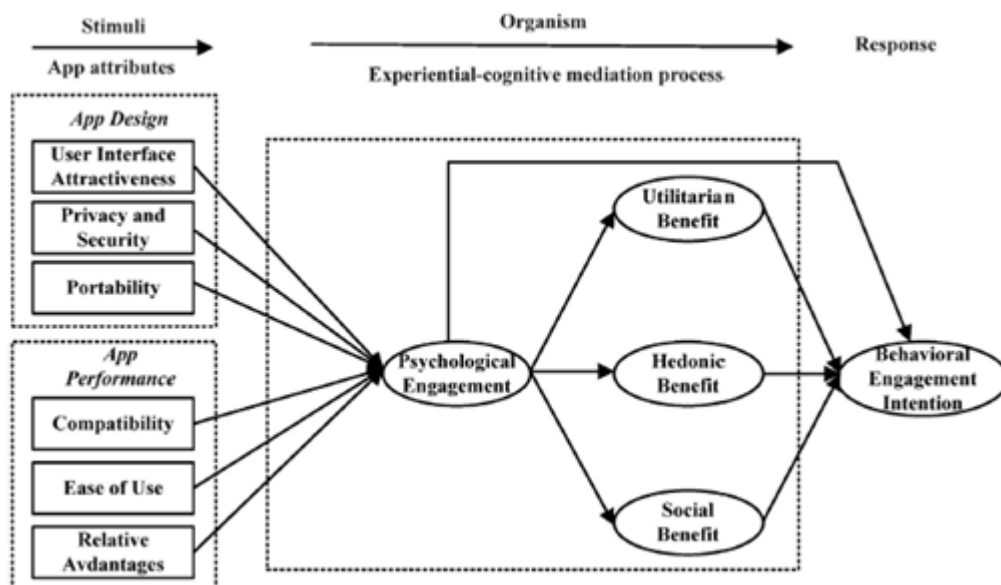 Stimuli
App attributes
Organism
Experiential-cognitive mediation process
Response
App Design
User Interface
Attractiveness
Privacy and
Security
Portability
App
Performance
Compatibility
Ease of Use
Relative
Avdantages
Psychological
Engagement
Utilitarian
Benefit
Hedonic
Benefit
Social
Benefit
Behavioral
Engagement
Intention